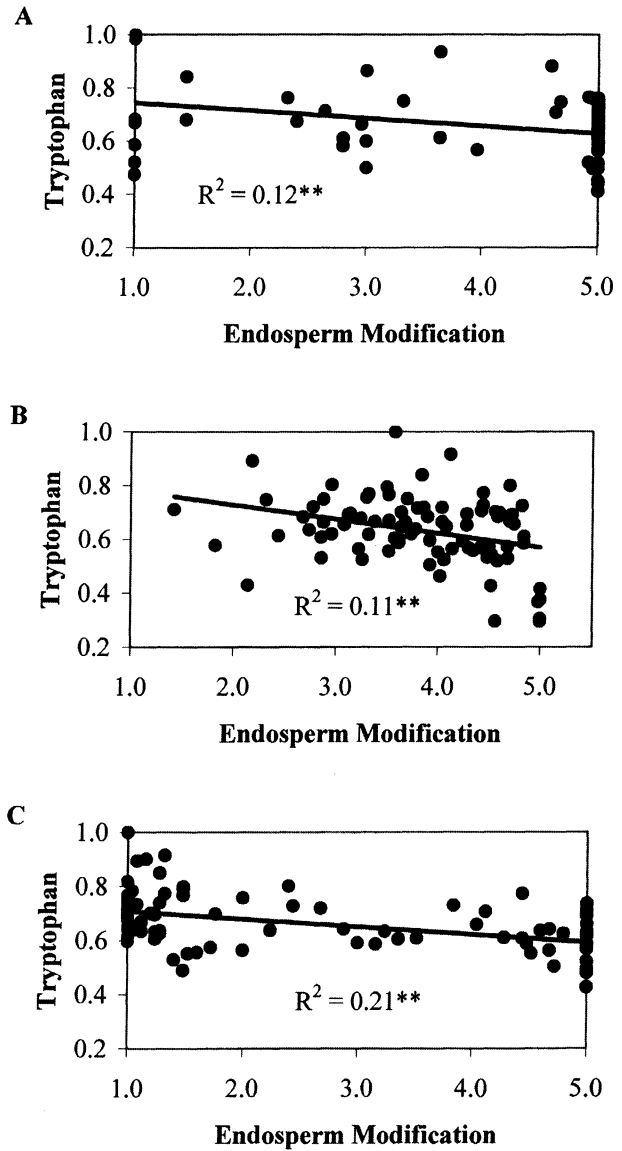 A
1.0
0.8
0.6
0.4
0.2
Tryptophan
R² = 0.12**
1.0 2.0 3.0 4.0 5.0
Endosperm Modification
B
1.0
0.8
0.6
0.4
0.2
Tryptophan
R² = 0.11**
1.0 2.0 3.0 4.0 5.0
Endosperm Modification
C
1.0
0.8
0.6
0.4
0.2
Tryptophan
R² = 0.21**
1.0 2.0 3.0 4.0 5.0
Endosperm Modification